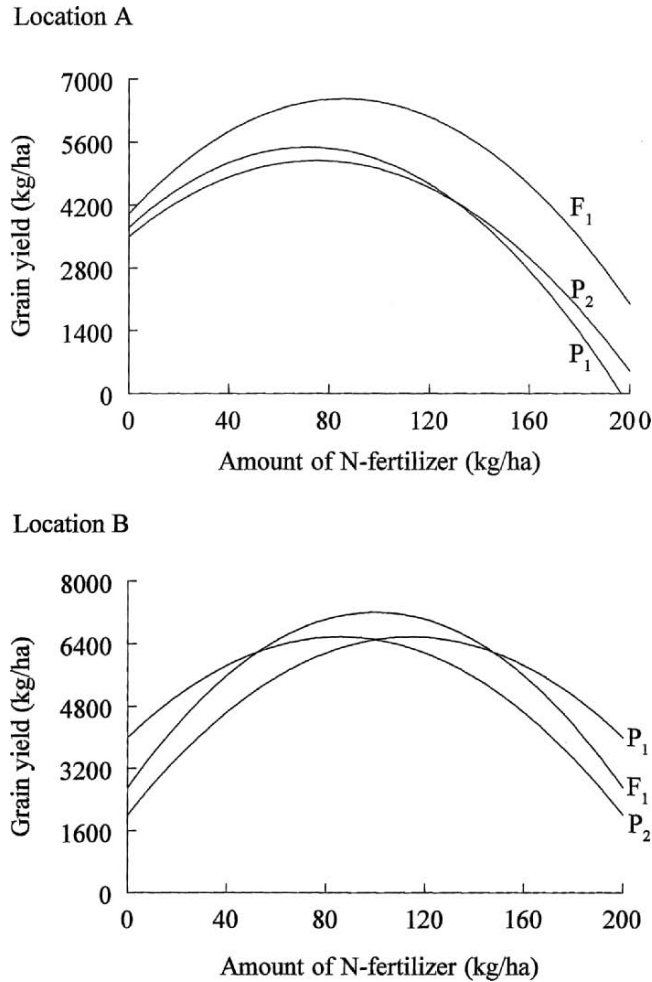 Location A
7000
5600
4200
2800
1400
0
Grain yield (kg/ha)
F1
P2
P1
0 40 80 120 160 200
Amount of N-fertilizer (kg/ha)
Location B
8000
6400
4800
3200
1600
0
Grain yield (kg/ha)
P1
F1
P2
0 40 80 120 160 200
Amount of N-fertilizer (kg/ha)